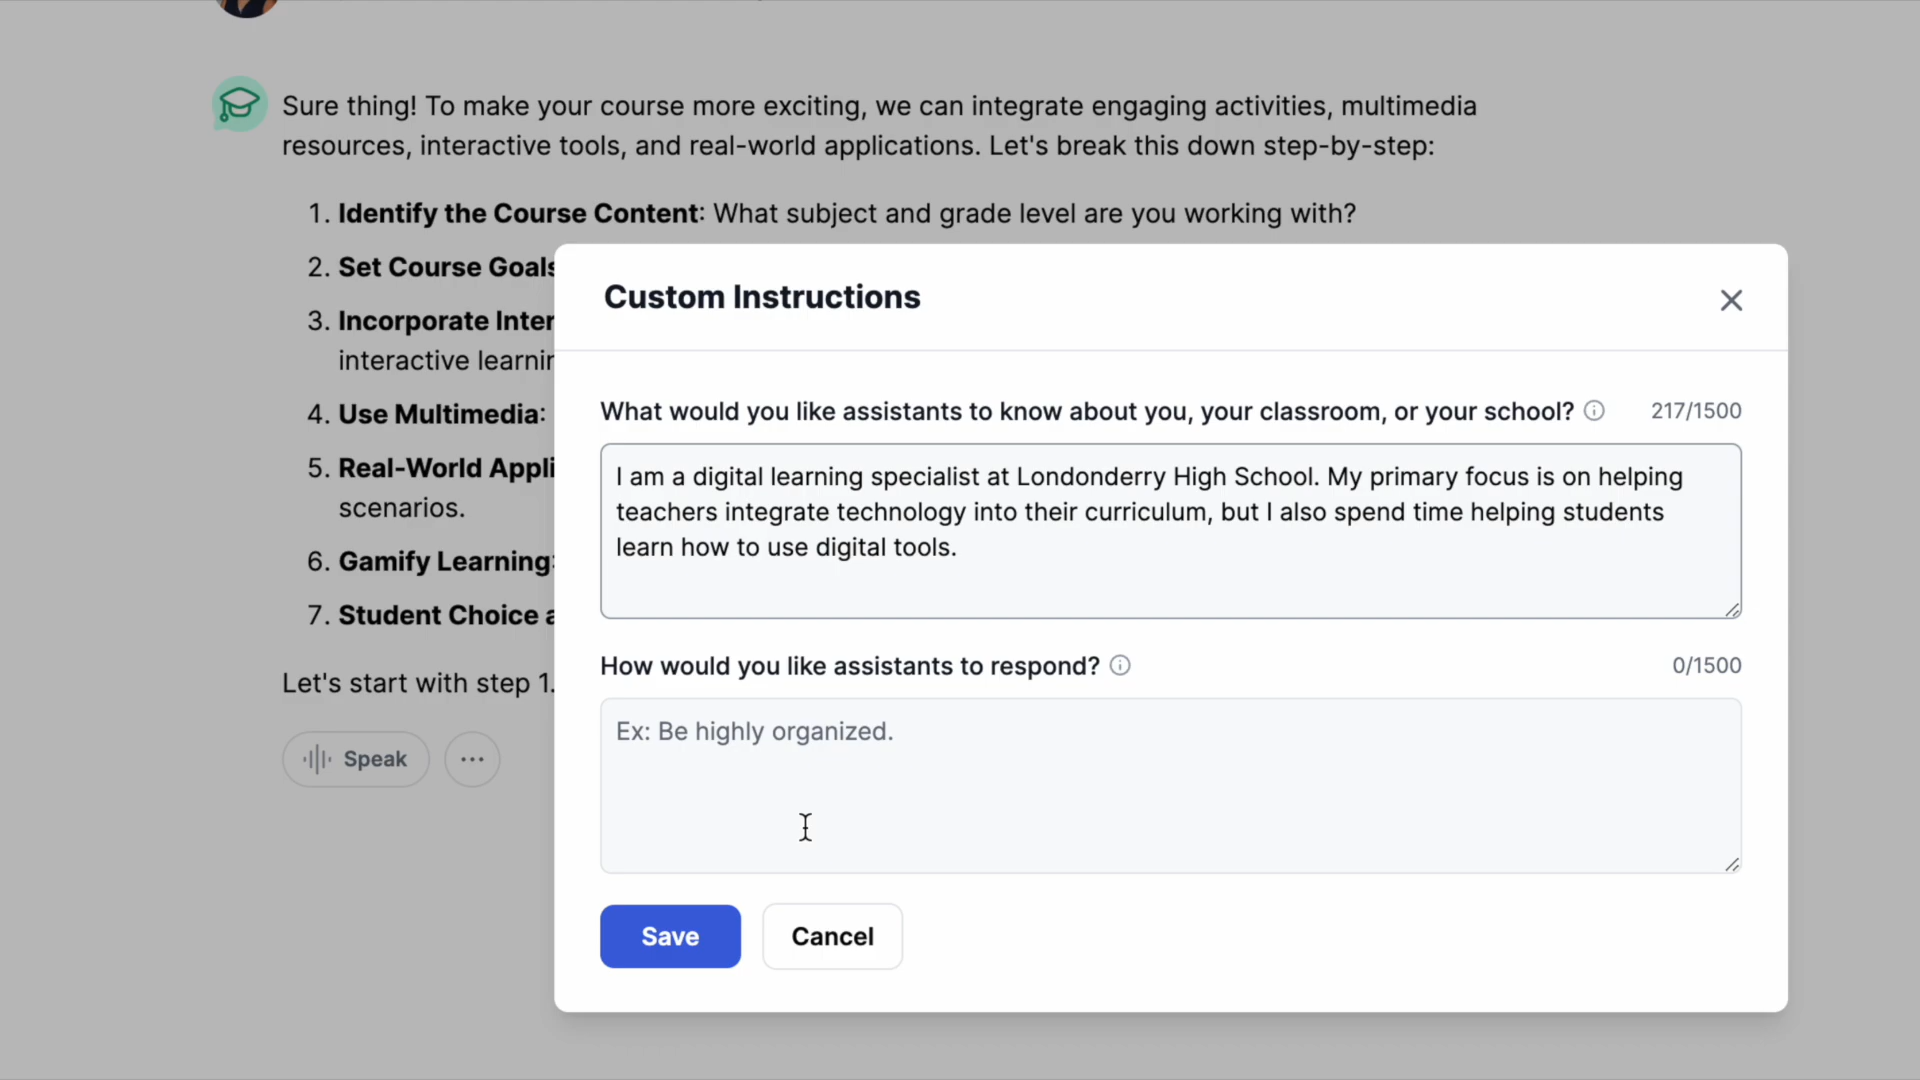 Sure thing! To make your course more exciting, we can integrate engaging activities, multimedia
resources, interactive tools, and real-world applications. Let's break this down step-by-step:
1. Identify the Course Content: What subject and grade level are you working with?
2. Set Course Goals
3. Incorporate Inter
interactive learnin
4. Use Multimedia:
5. Real-World Appli
scenarios.
6. Gamify Learning:
7. Student Choice a
Let's start with step 1.
Speak
Custom Instructions
What would you like assistants to know about you, your classroom, or your school? 217/1500
I am a digital learning specialist at Londonderry High School. My primary focus is on helping
teachers integrate technology into their curriculum, but I also spend time helping students
learn how to use digital tools.
How would you like assistants to respond? 0/1500
Ex: Be highly organized.
Save Cancel